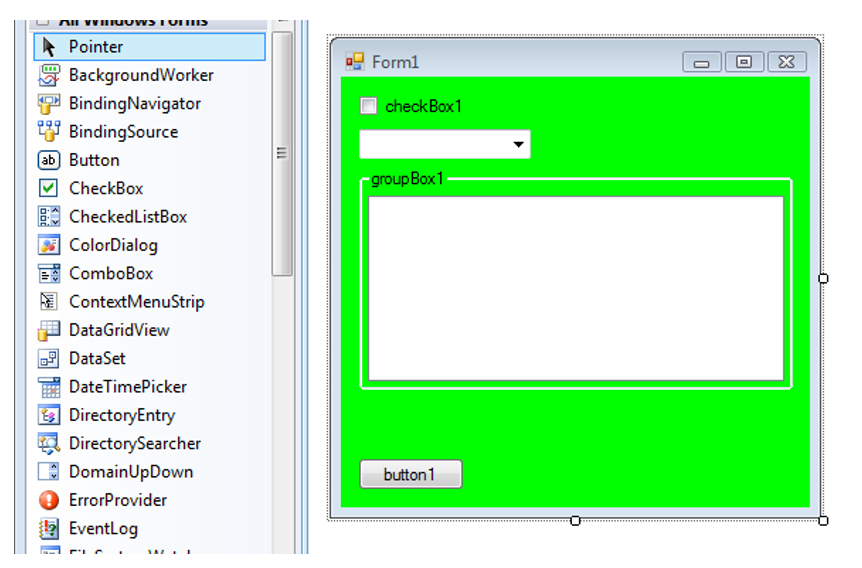 All Windows Forms
Pointer
BackgroundWorker
BindingNavigator
BindingSource
ab Button
CheckBox
CheckedListBox
ColorDialog
ComboBox
ContextMenuStrip
DataGridView
DataSet
DateTimePicker
DirectoryEntry
DirectorySearcher
DomainUpDown
ErrorProvider
EventLog
Form1
checkBox1
groupBox1
button1